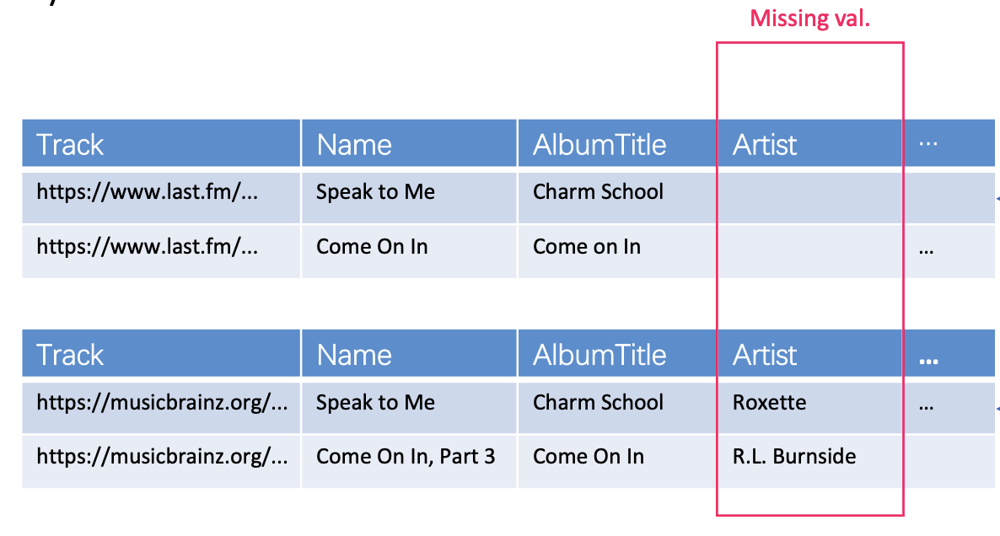 Missing val.
Track Name AlbumTitle Artist ...
https://www.last.fm/... Speak to Me Charm School
https://www.last.fm/... Come On In Come on In ...
Track Name AlbumTitle Artist ...
https://musicbrainz.org/... Speak to Me Charm School Roxette ...
https://musicbrainz.org/... Come On In, Part 3 Come On In R.L. Burnside